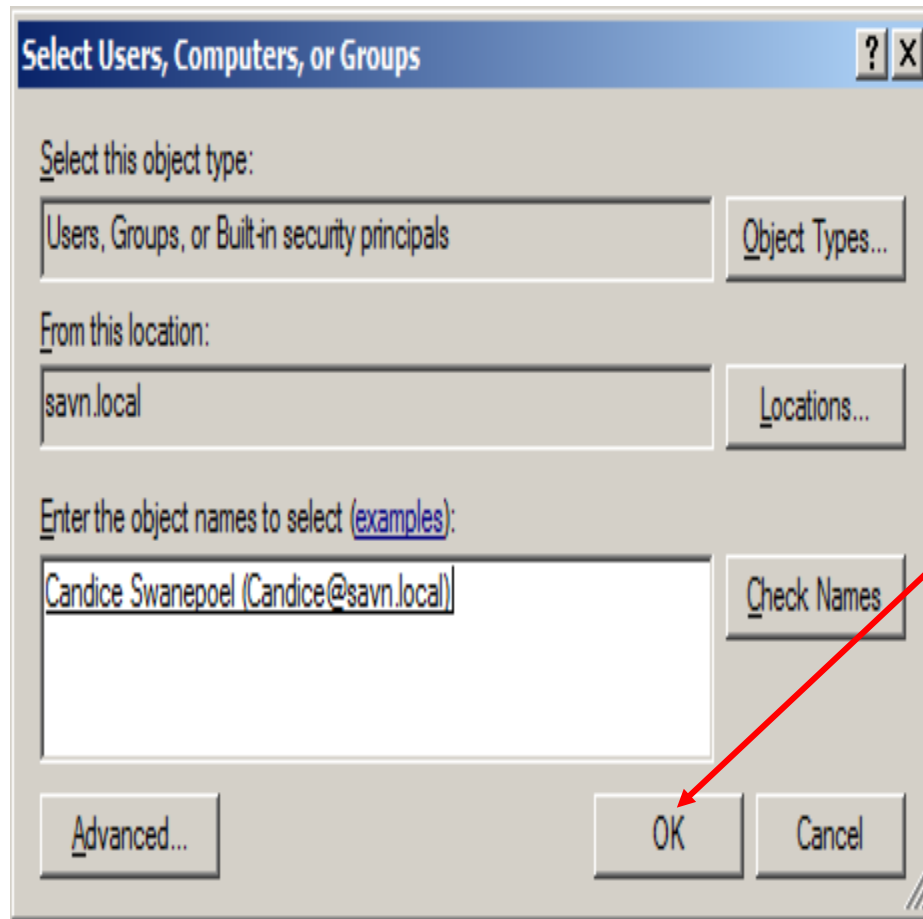 Select Users, Computers, or Groups
? X
Select this object type:
Users, Groups, or Built-in security principals
Object Types...
From this location:
savn.local
Locations...
Enter the object names to select (examples):
Candice Swanepoel (Candice@savn.local)
Check Names
Advanced...
OK
Cancel